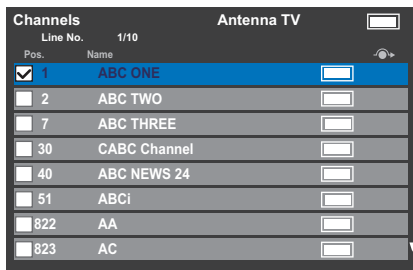 Channels Antenna TV
Line No. 1/10
Pos. Name
1 ABC ONE
2 ABC TWO
7 ABC THREE
30 CABC Channel
40 ABC NEWS 24
51 ABCi
822 AA
823 AC